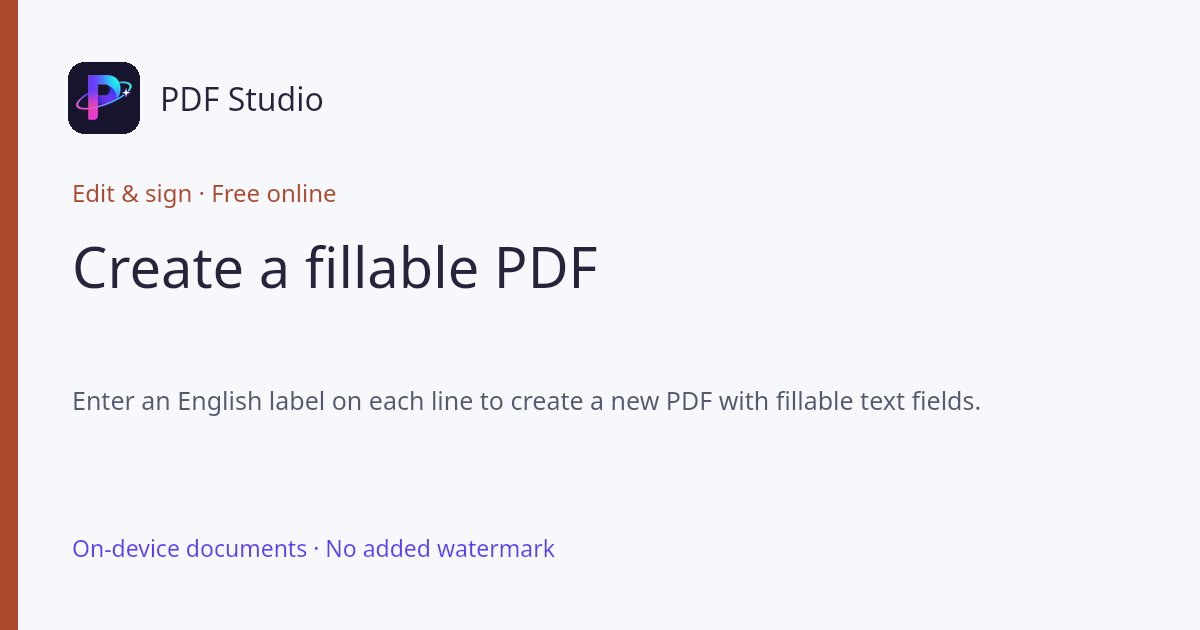 PDF Studio
Edit & sign · Free online
Create a fillable PDF
Enter an English label on each line to create a new PDF with fillable text fields.
On-device documents · No added watermark